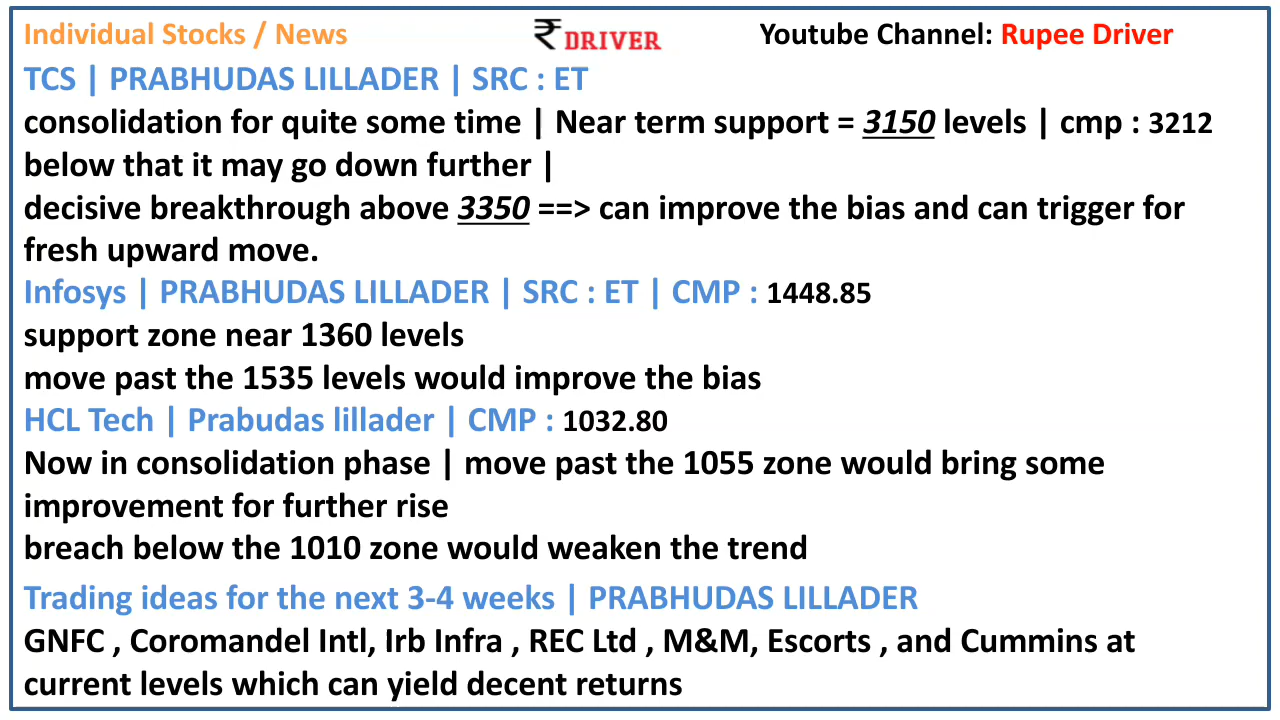 Individual Stocks / News ₹ DRIVER Youtube Channel: Rupee Driver
TCS | PRABHUDAS LILLADER | SRC : ET
consolidation for quite some time | Near term support = 3150 levels | cmp : 3212
below that it may go down further |
decisive breakthrough above 3350 ==> can improve the bias and can trigger for
fresh upward move.
Infosys | PRABHUDAS LILLADER | SRC : ET | CMP : 1448.85
support zone near 1360 levels
move past the 1535 levels would improve the bias
HCL Tech | Prabudas lillader | CMP : 1032.80
Now in consolidation phase | move past the 1055 zone would bring some
improvement for further rise
breach below the 1010 zone would weaken the trend
Trading ideas for the next 3-4 weeks | PRABHUDAS LILLADER
GNFC , Coromandel Intl, Irb Infra , REC Ltd , M&M, Escorts , and Cummins at
current levels which can yield decent returns